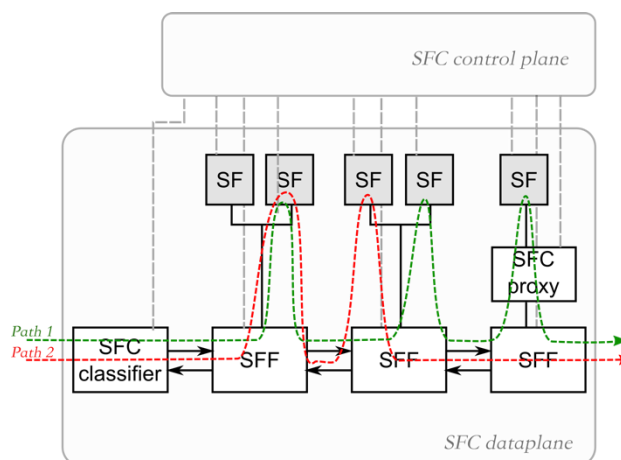 SFC control plane
SF
SF
SF
SF
SF
SFC
proxy
Path 1
Path 2
SFC
classifier
SFF
SFF
SFF
SFC dataplane